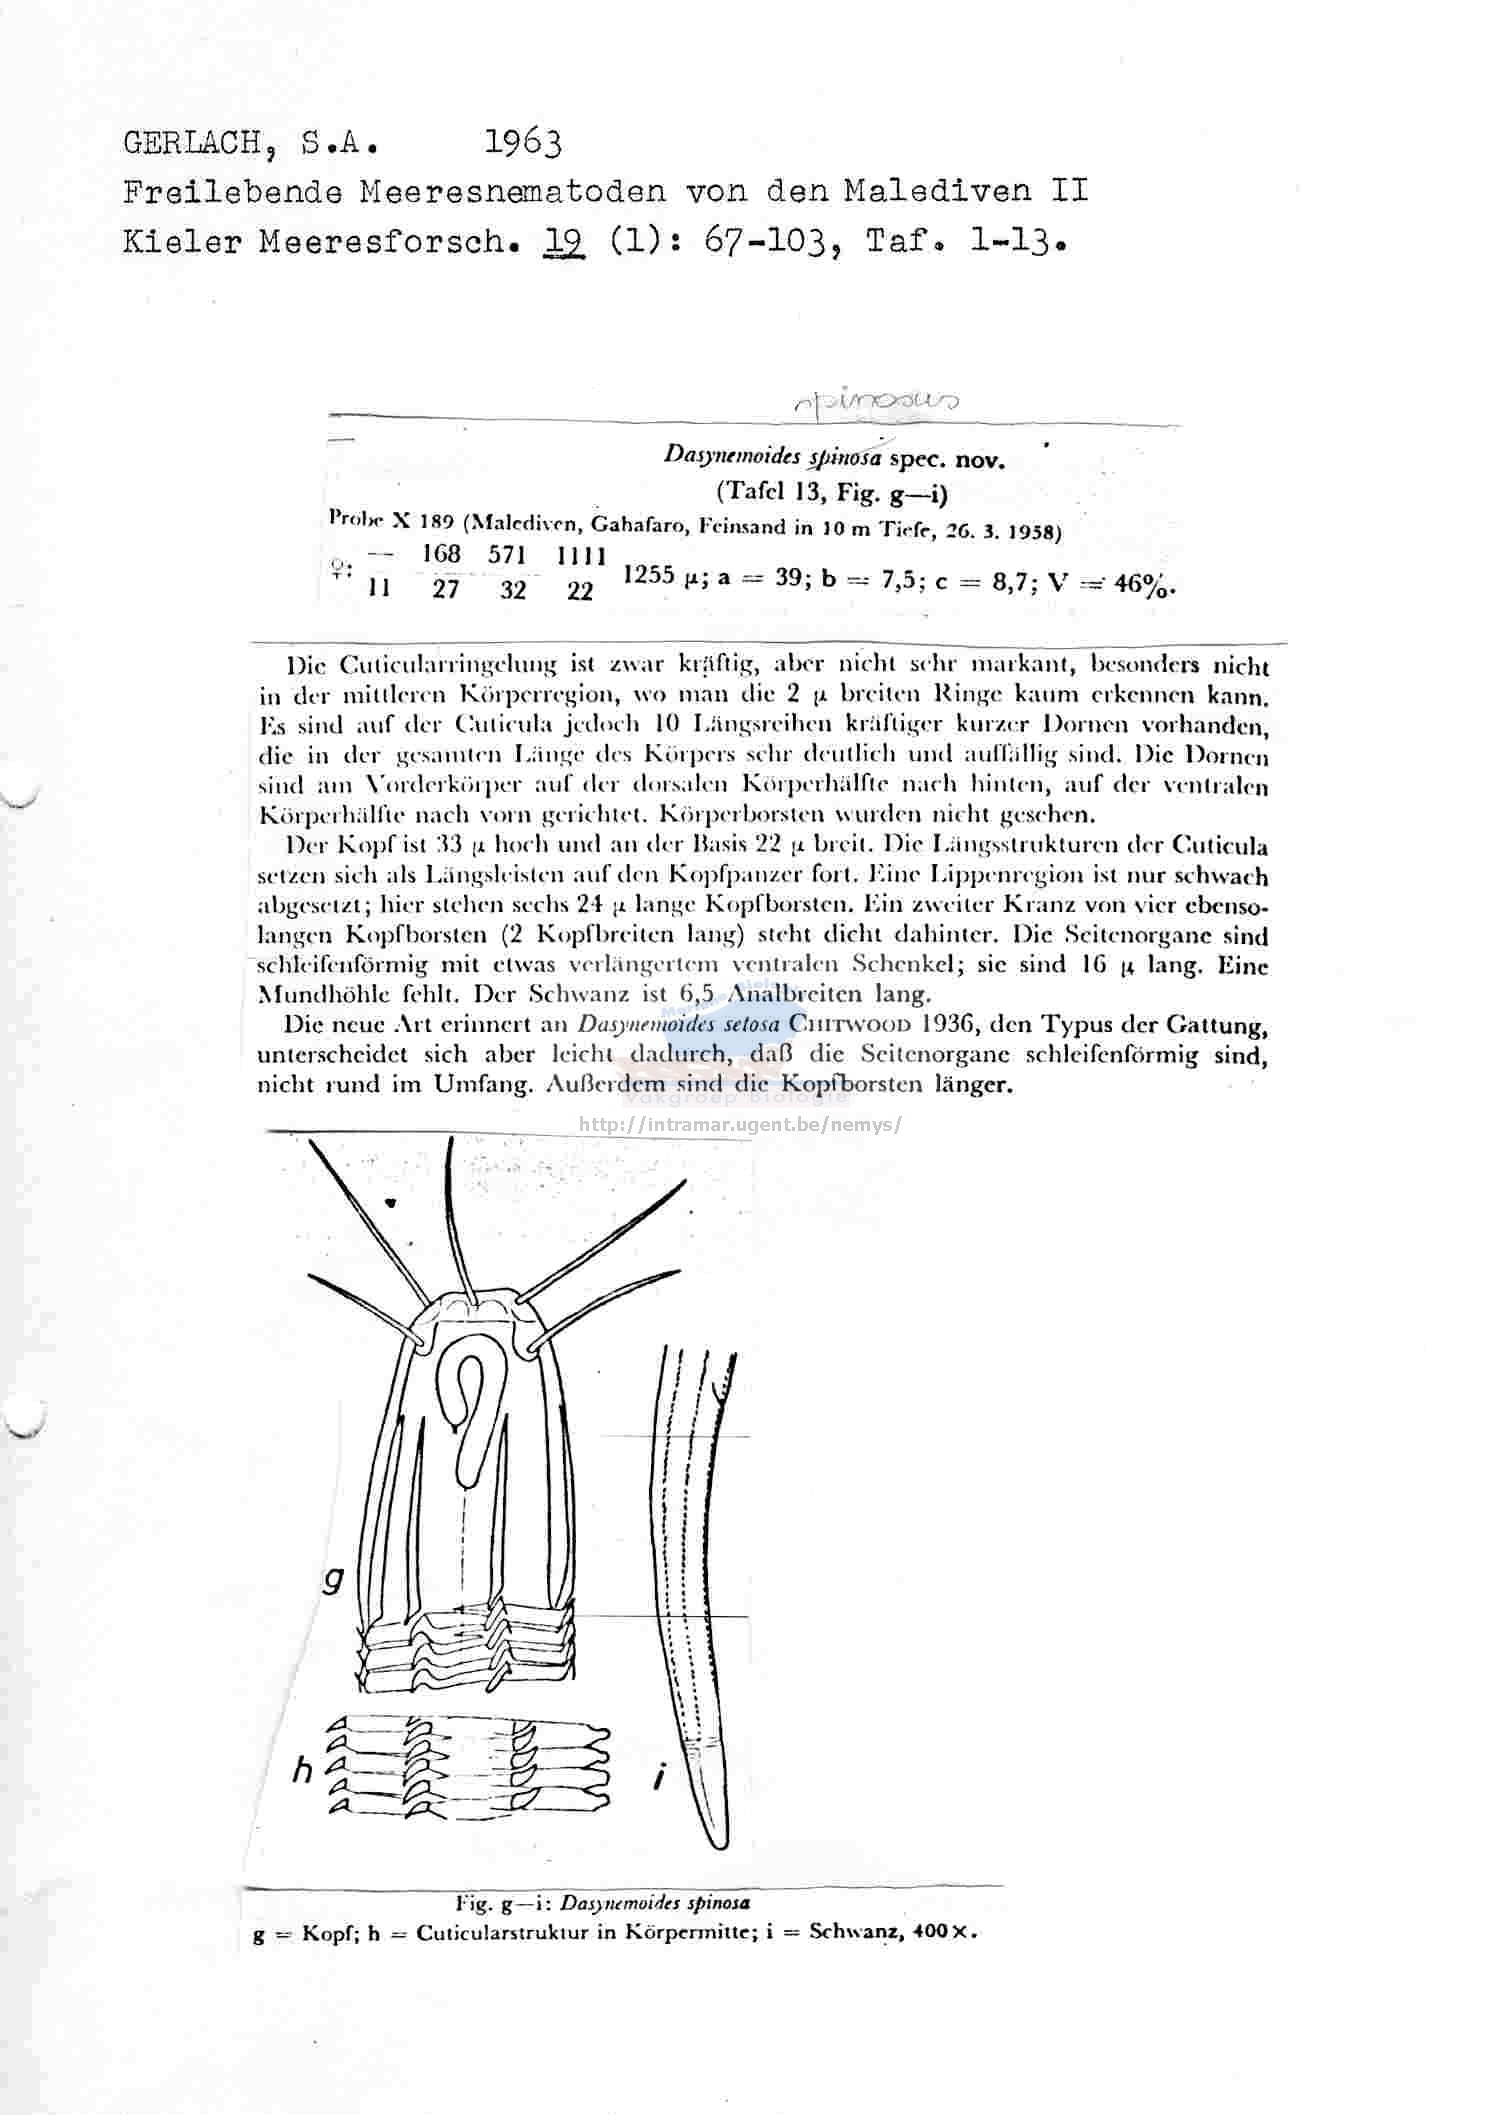 GERLACH, S.A. 1963
Freilebende Meeresnematoden von den Malediven II
Kieler Meeresforsch. 19 (1): 67-103, Taf. 1-13.
spinosus
Dasynemoides spinosa spec. nov.
(Tafel 13, Fig. g—i)
Probe X 189 (Malediven, Gahafaro, Feinsand in 10 m Tiefe, 26. 3. 1958)
— 168 571 1111
♀: 1255 µ; a = 39; b = 7,5; c = 8,7; V = 46%.
11 27 32 22
Die Cuticularringelung ist zwar kräftig, aber nicht sehr markant, besonders nicht
in der mittleren Körperregion, wo man die 2 µ breiten Ringe kaum erkennen kann.
Es sind auf der Cuticula jedoch 10 Längsreihen kräftiger kurzer Dornen vorhanden,
die in der gesamten Länge des Körpers sehr deutlich und auffällig sind. Die Dornen
sind am Vorderkörper auf der dorsalen Körperhälfte nach hinten, auf der ventralen
Körperhälfte nach vorn gerichtet. Körperborsten wurden nicht gesehen.
Der Kopf ist 33 µ hoch und an der Basis 22 µ breit. Die Längsstrukturen der Cuticula
setzen sich als Längsleisten auf den Kopfpanzer fort. Eine Lippenregion ist nur schwach
abgesetzt; hier stehen sechs 24 µ lange Kopfborsten. Ein zweiter Kranz von vier ebenso-
langen Kopfborsten (2 Kopfbreiten lang) steht dicht dahinter. Die Seitenorgane sind
schleifenförmig mit etwas verlängertem ventralen Schenkel; sie sind 16 µ lang. Eine
Mundhöhle fehlt. Der Schwanz ist 6,5 Analbreiten lang.
Die neue Art erinnert an Dasynemoides setosa CHITWOOD 1936, den Typus der Gattung,
unterscheidet sich aber leicht dadurch, daß die Seitenorgane schleifenförmig sind,
nicht rund im Umfang. Außerdem sind die Kopfborsten länger.
Vakgroep Biologie
http://intramar.ugent.be/nemys/
g
h
i
Fig. g—i: Dasynemoides spinosa
g = Kopf; h = Cuticularstruktur in Körpermitte; i = Schwanz, 400×.